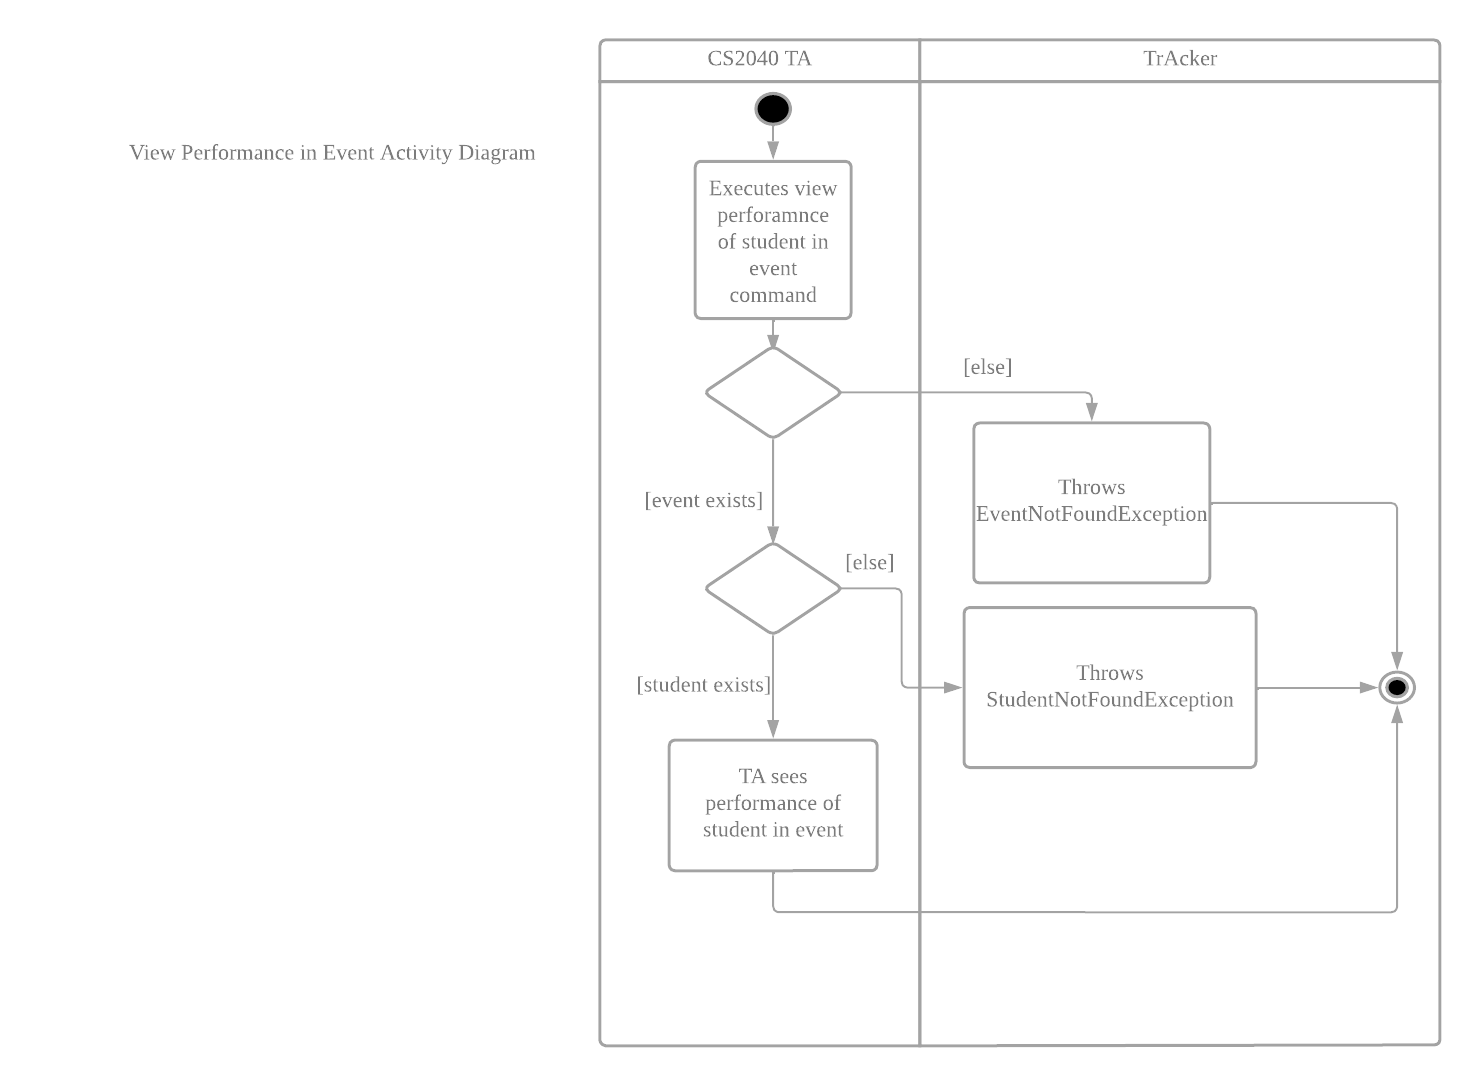 CS2040 TA
TrAcker
View Performance in Event Activity Diagram
Executes view
perforamnce
of student in
event
command
[else]
Throws
EventNotFoundException
[event exists]
[else]
Throws
StudentNotFoundException
[student exists]
TA sees
performance of
student in event